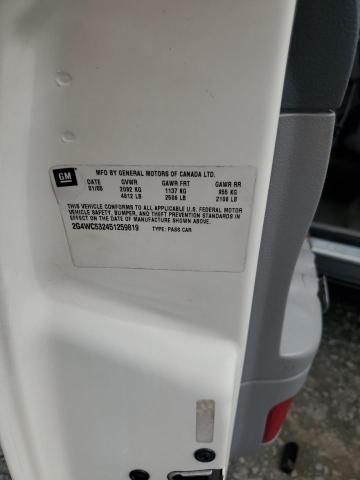 GM
MFG BY GENERAL MOTORS OF CANADA LTD.
DATE GVWR GAWR FRT GAWR RR
01/05 2092 KG 1137 KG 955 KG
4612 LB 2506 LB 2106 LB
THIS VEHICLE CONFORMS TO ALL APPLICABLE U.S. FEDERAL MOTOR
VEHICLE SAFETY, BUMPER, AND THEFT PREVENTION STANDARDS IN
EFFECT ON THE DATE OF MANUFACTURE SHOWN ABOVE.
2G4WC532451259819 TYPE: PASS CAR